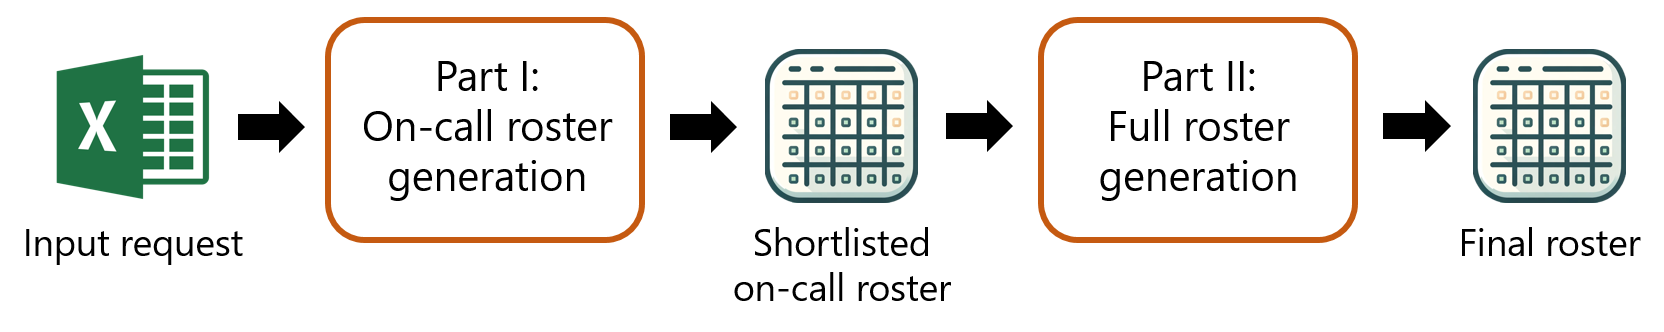 X
Input request
Part I:
On-call roster
generation
Shortlisted
on-call roster
Part II:
Full roster
generation
Final roster